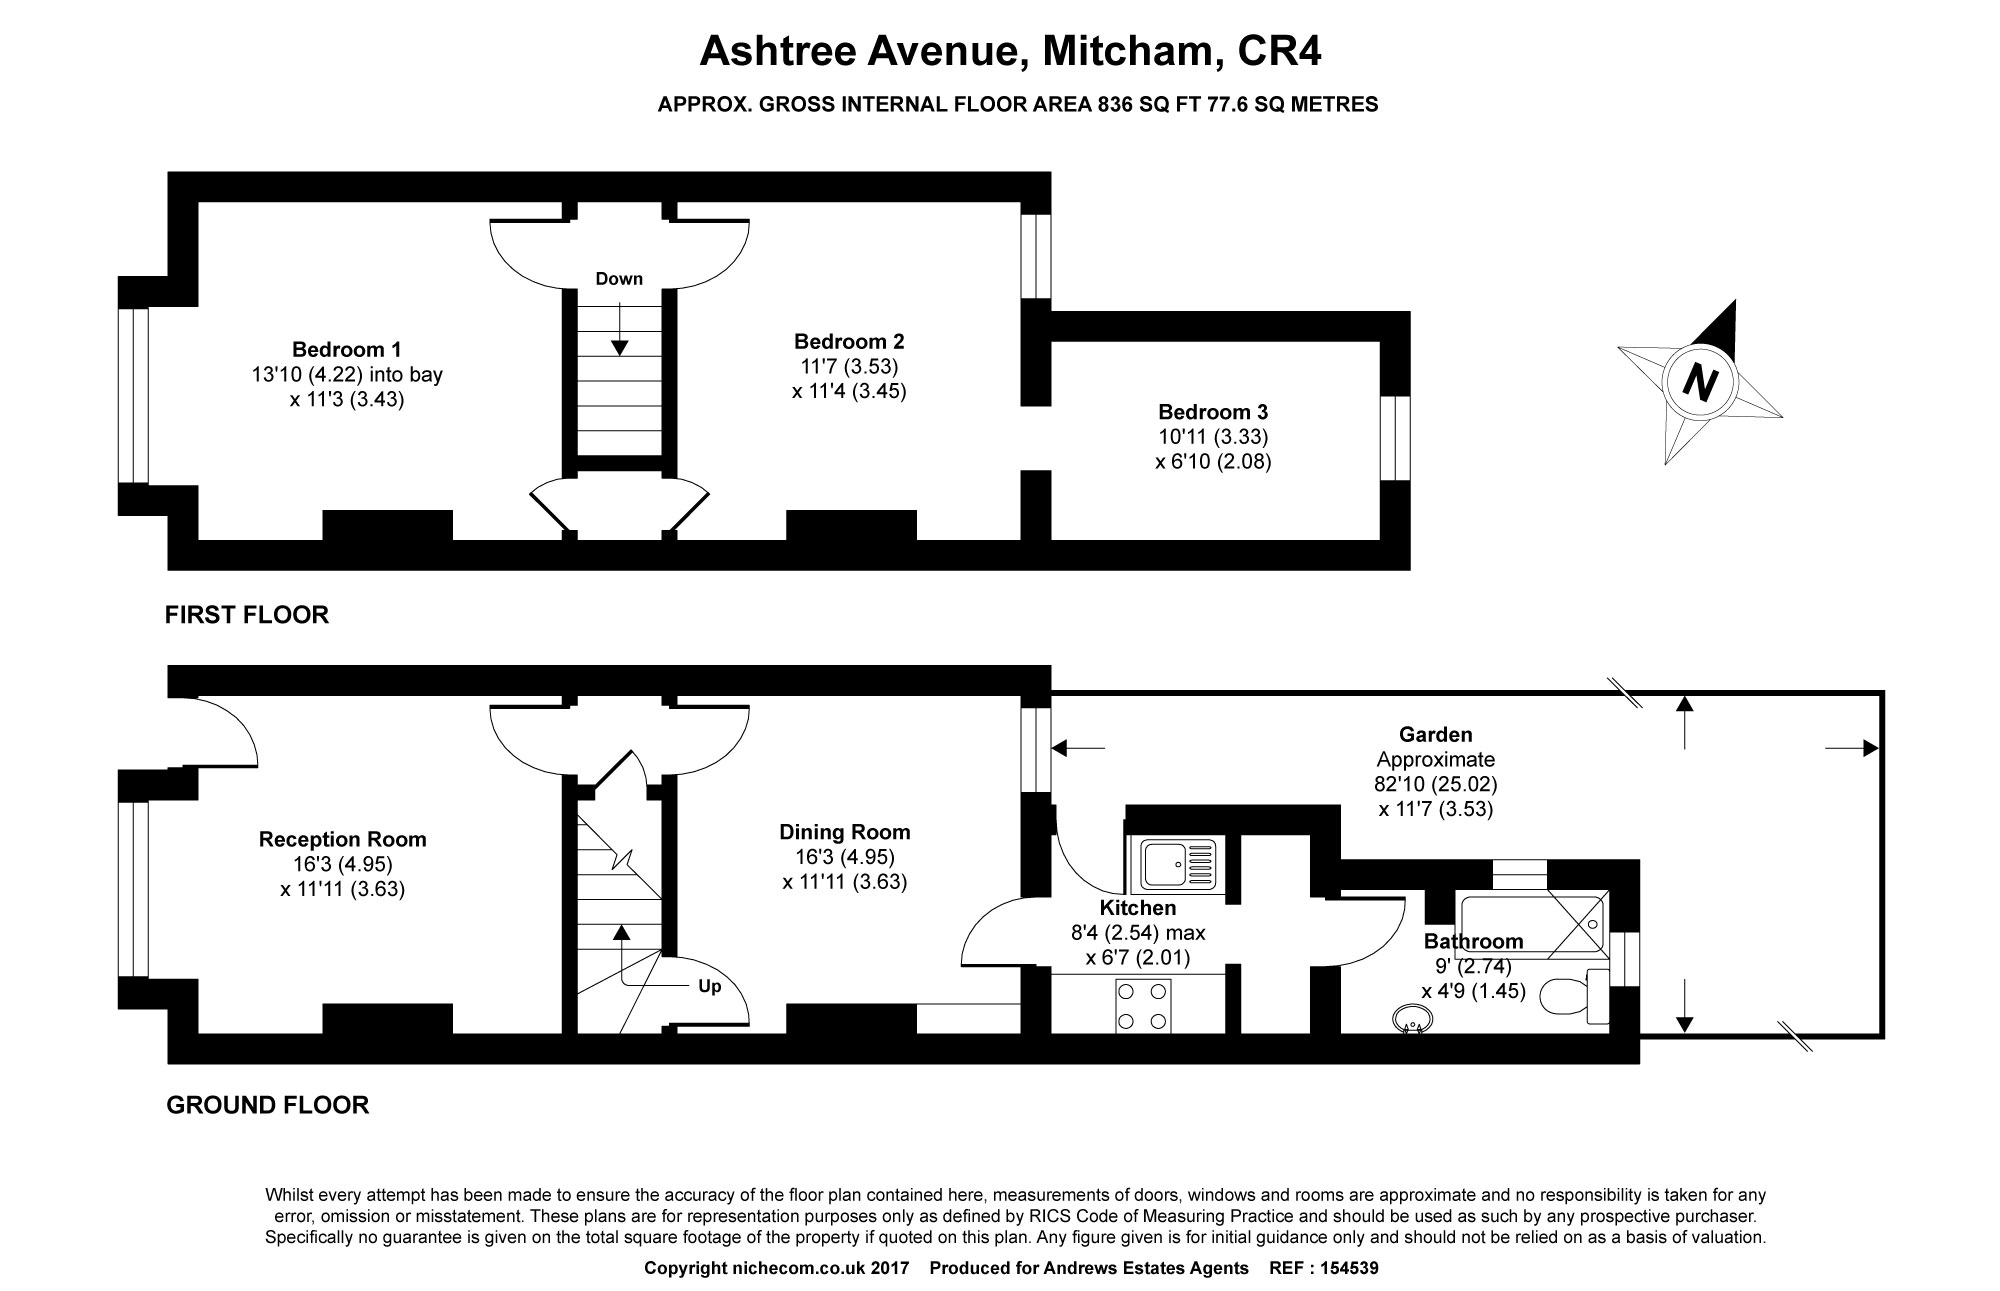 Ashtree Avenue, Mitcham, CR4
APPROX. GROSS INTERNAL FLOOR AREA 836 SQ FT 77.6 SQ METRES
Down
Bedroom 1
13'10 (4.22) into bay
x 11'3 (3.43)
Bedroom 2
11'7 (3.53)
x 11'4 (3.45)
Bedroom 3
10'11 (3.33)
x 6'10 (2.08)
N
FIRST FLOOR
Reception Room
16'3 (4.95)
x 11'11 (3.63)
Dining Room
16'3 (4.95)
x 11'11 (3.63)
Up
Kitchen
8'4 (2.54) max
x 6'7 (2.01)
Garden
Approximate
82'10 (25.02)
x 11'7 (3.53)
Bathroom
9' (2.74)
x 4'9 (1.45)
GROUND FLOOR
Whilst every attempt has been made to ensure the accuracy of the floor plan contained here, measurements of doors, windows and rooms are approximate and no responsibility is taken for any
error, omission or misstatement. These plans are for representation purposes only as defined by RICS Code of Measuring Practice and should be used as such by any prospective purchaser.
Specifically no guarantee is given on the total square footage of the property if quoted on this plan. Any figure given is for initial guidance only and should not be relied on as a basis of valuation.
Copyright nichecom.co.uk 2017 Produced for Andrews Estates Agents REF : 154539